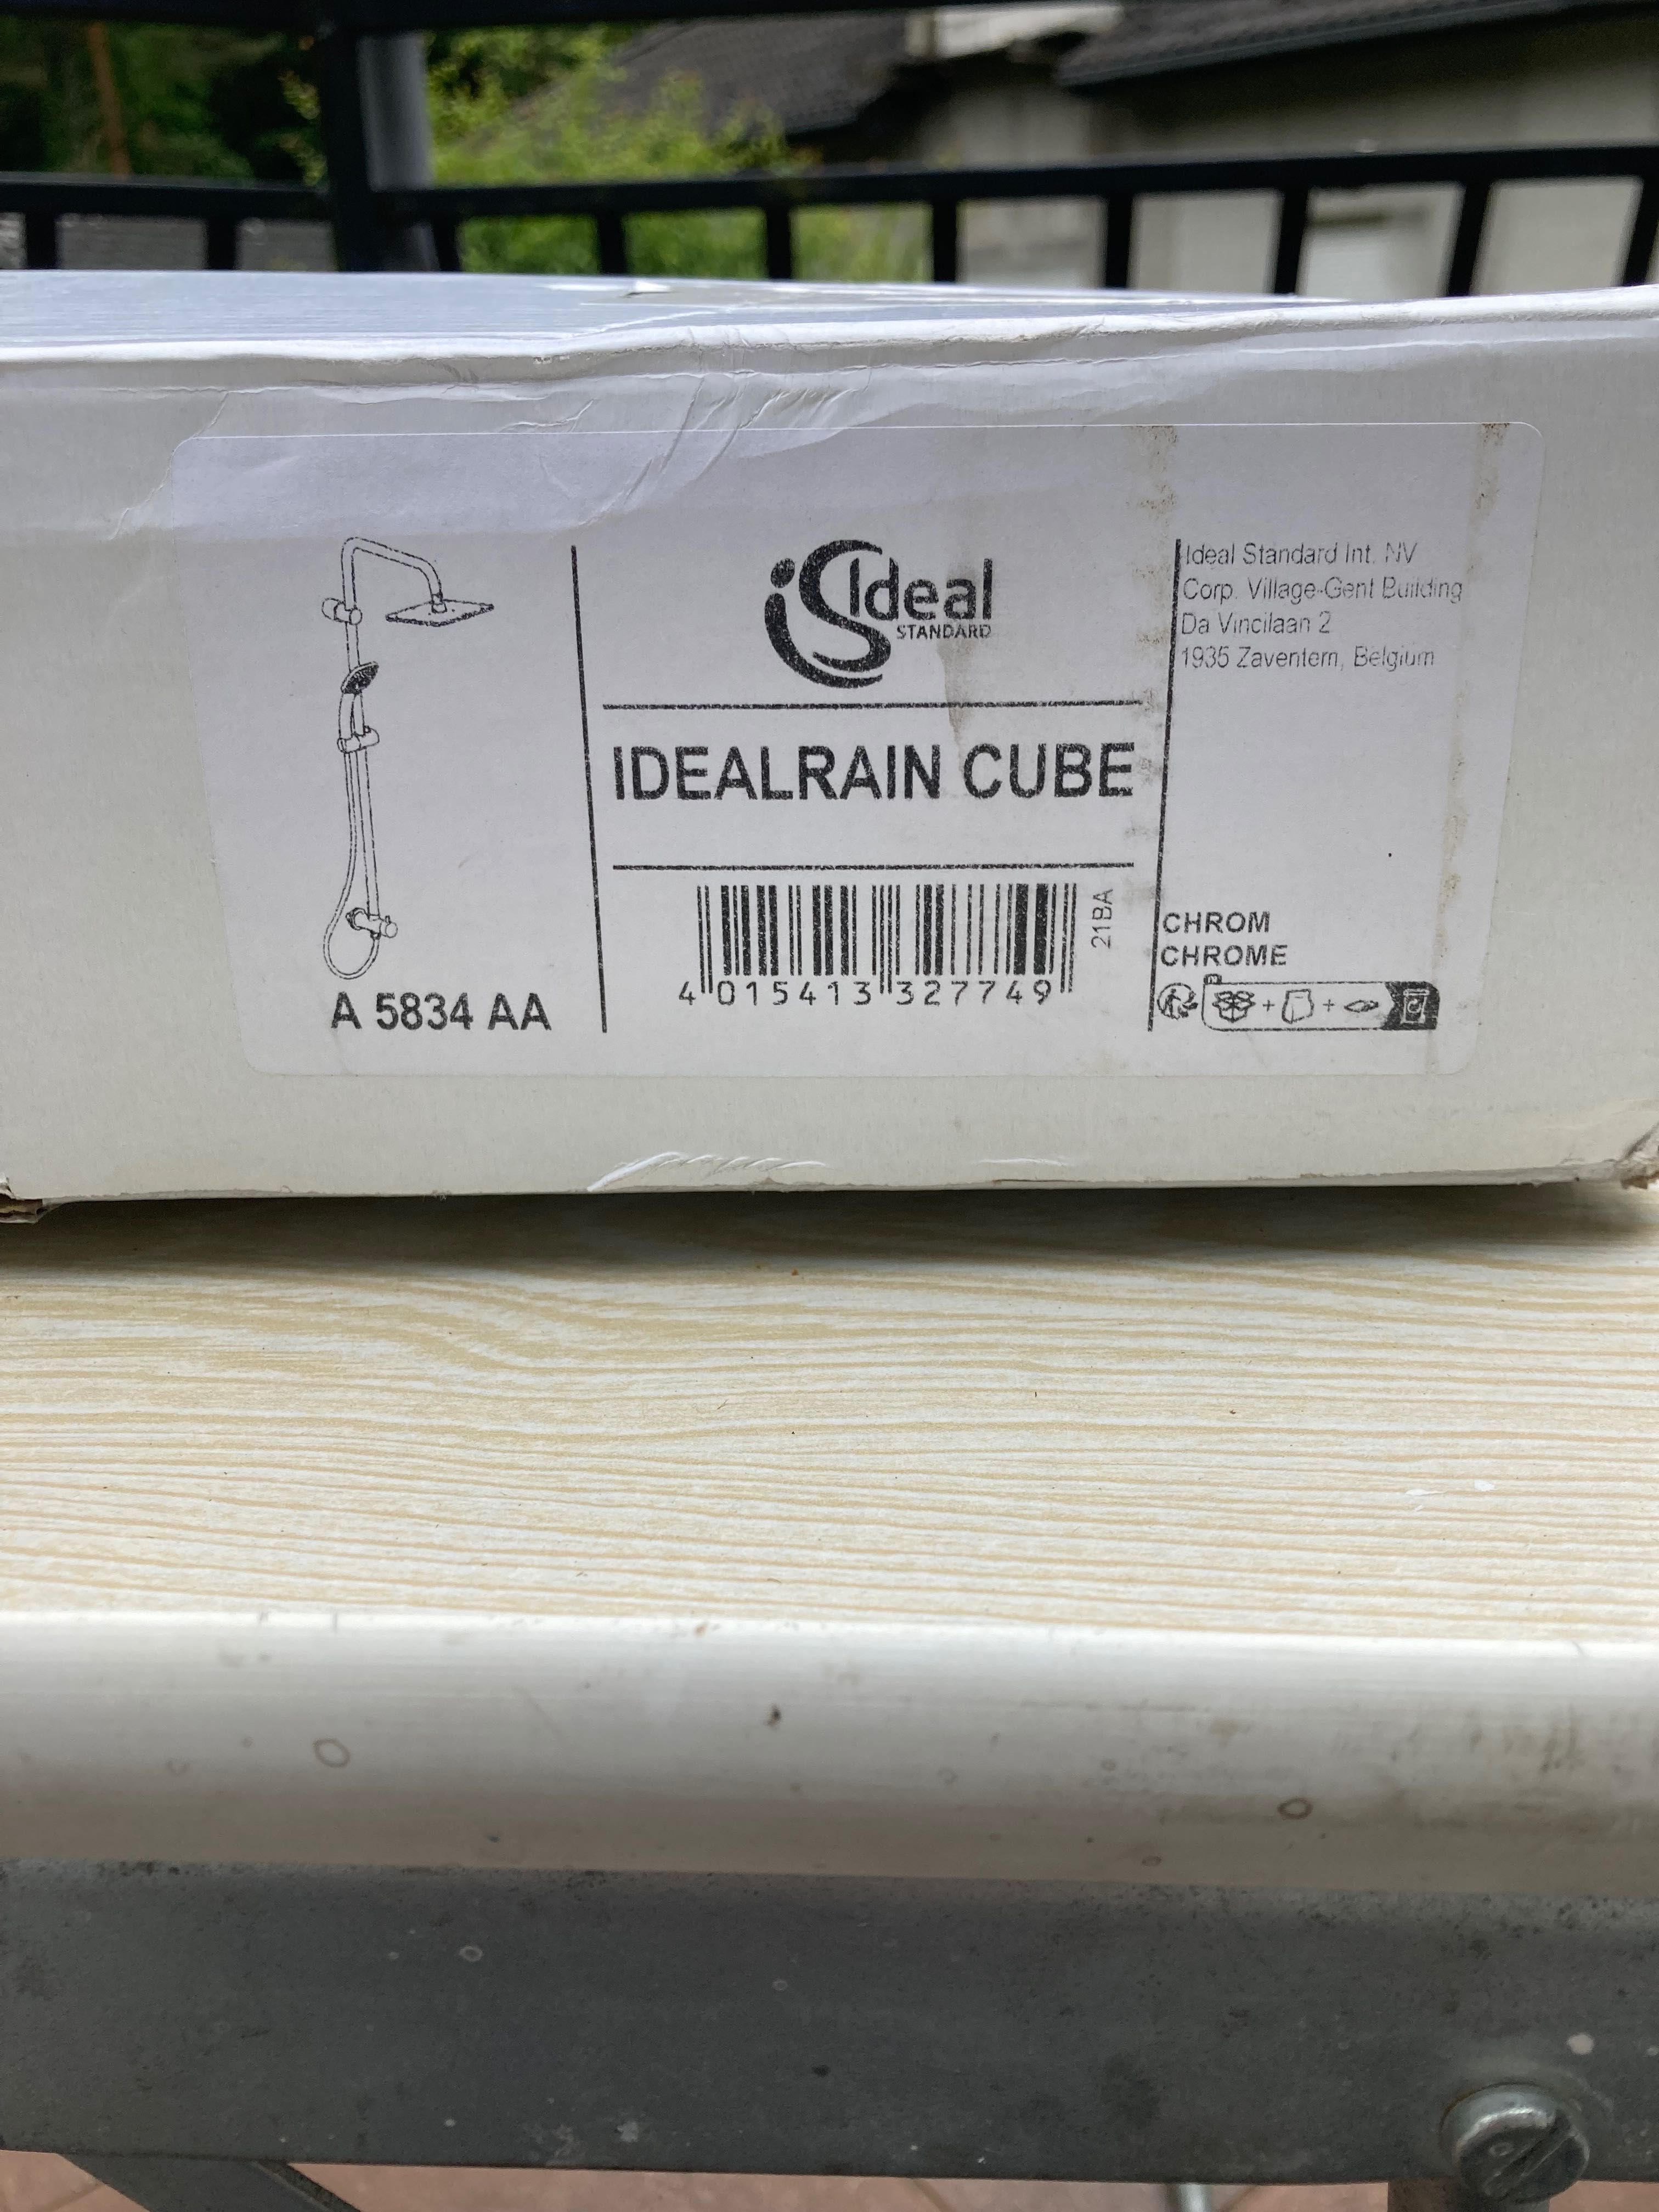 Ideal
STANDARD
IDEALRAIN CUBE
4 015413 327749
21BA
A 5834 AA
Ideal Standard Int. NV
Corp. Village-Gent Building
Da Vincilaan 2
1935 Zaventem, Belgium
CHROM
CHROME